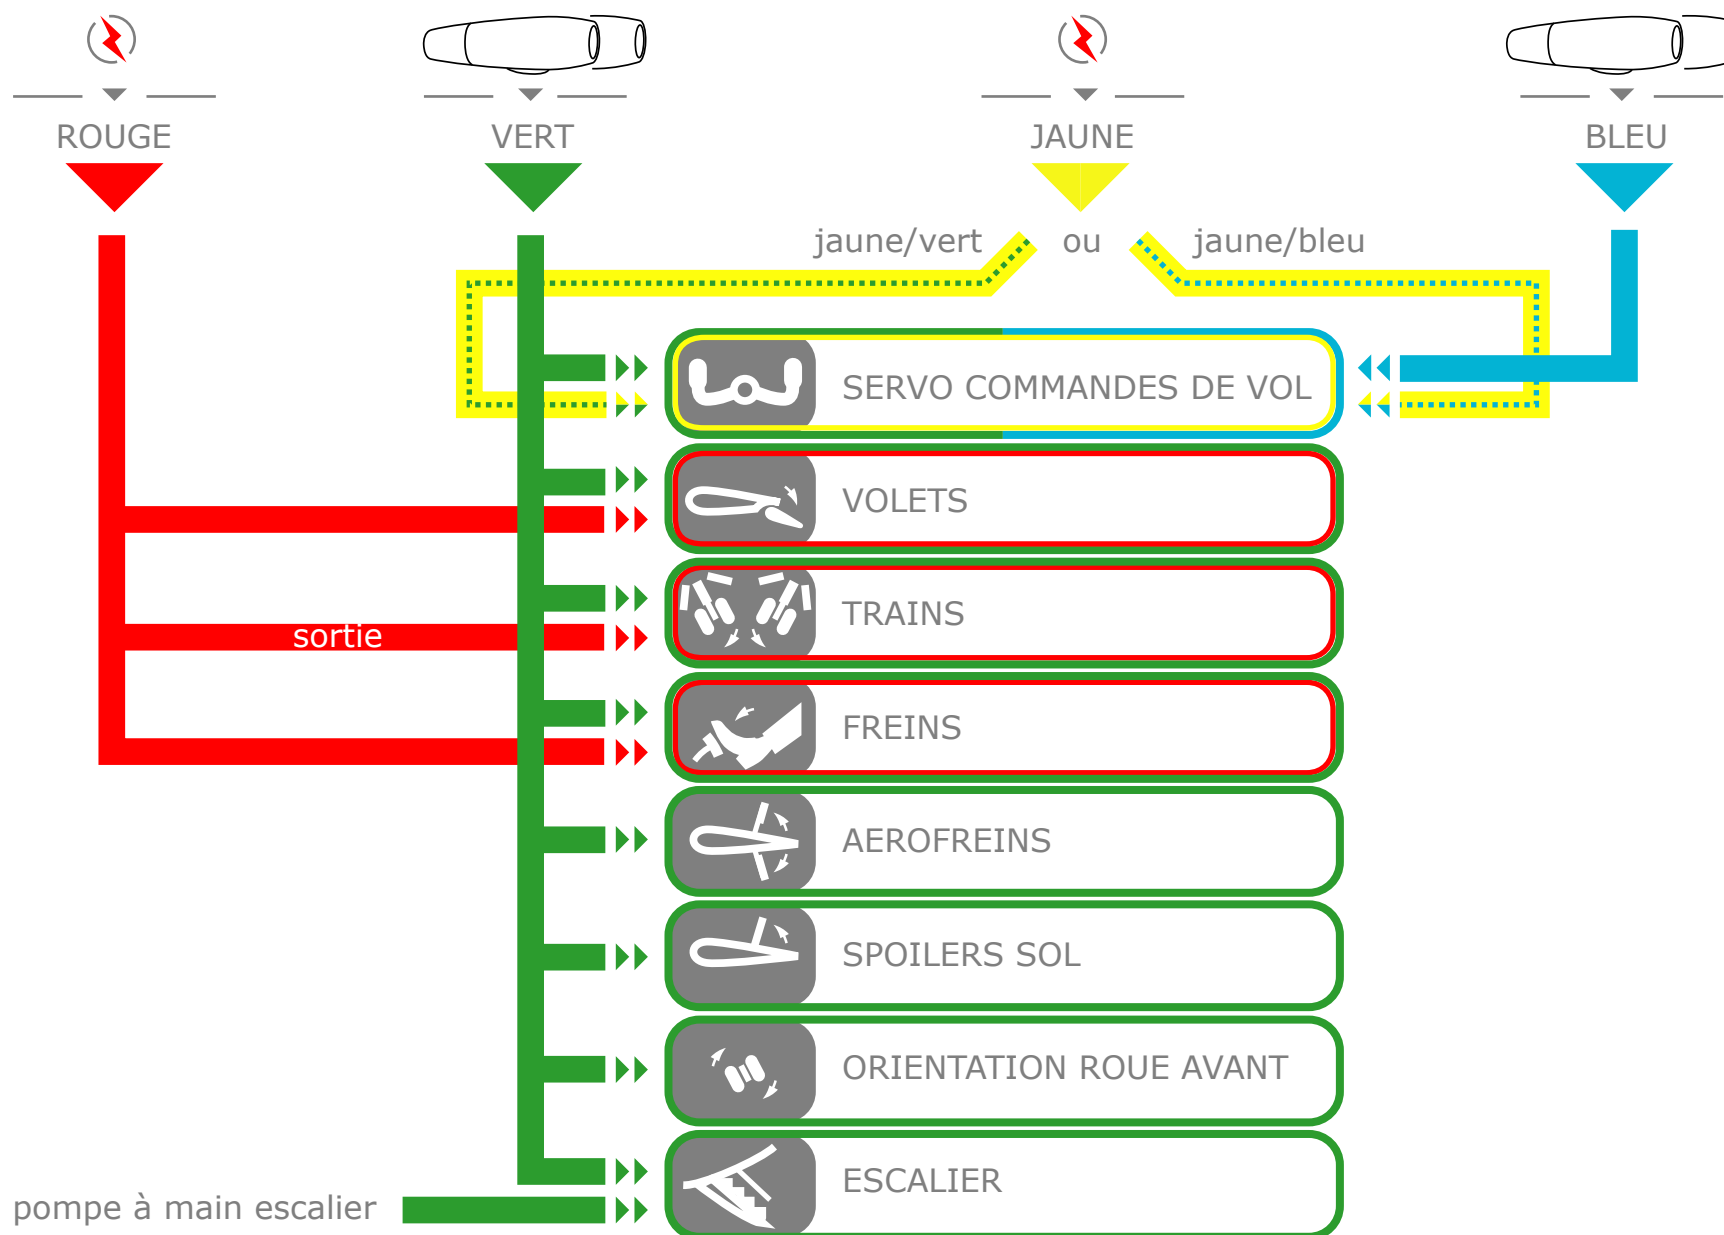 ROUGE
VERT
JAUNE
BLEU
jaune/vert
ou
jaune/bleu
SERVO COMMANDES DE VOL
VOLETS
sortie
TRAINS
FREINS
AEROFREINS
SPOILERS SOL
ORIENTATION ROUE AVANT
ESCALIER
pompe à main escalier